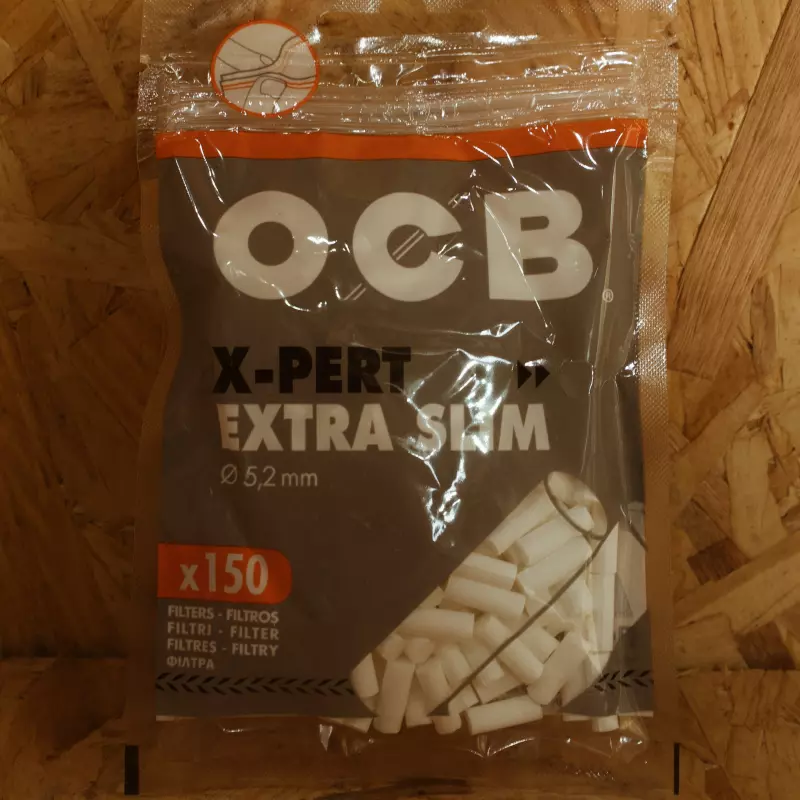 OCB
®
X-PERT
EXTRA SLIM
Ø 5,2 mm
x150
FILTERS - FILTROS
FILTRI - FILTER
FILTRES - FILTRY
ΦΙΛΤΡΑ